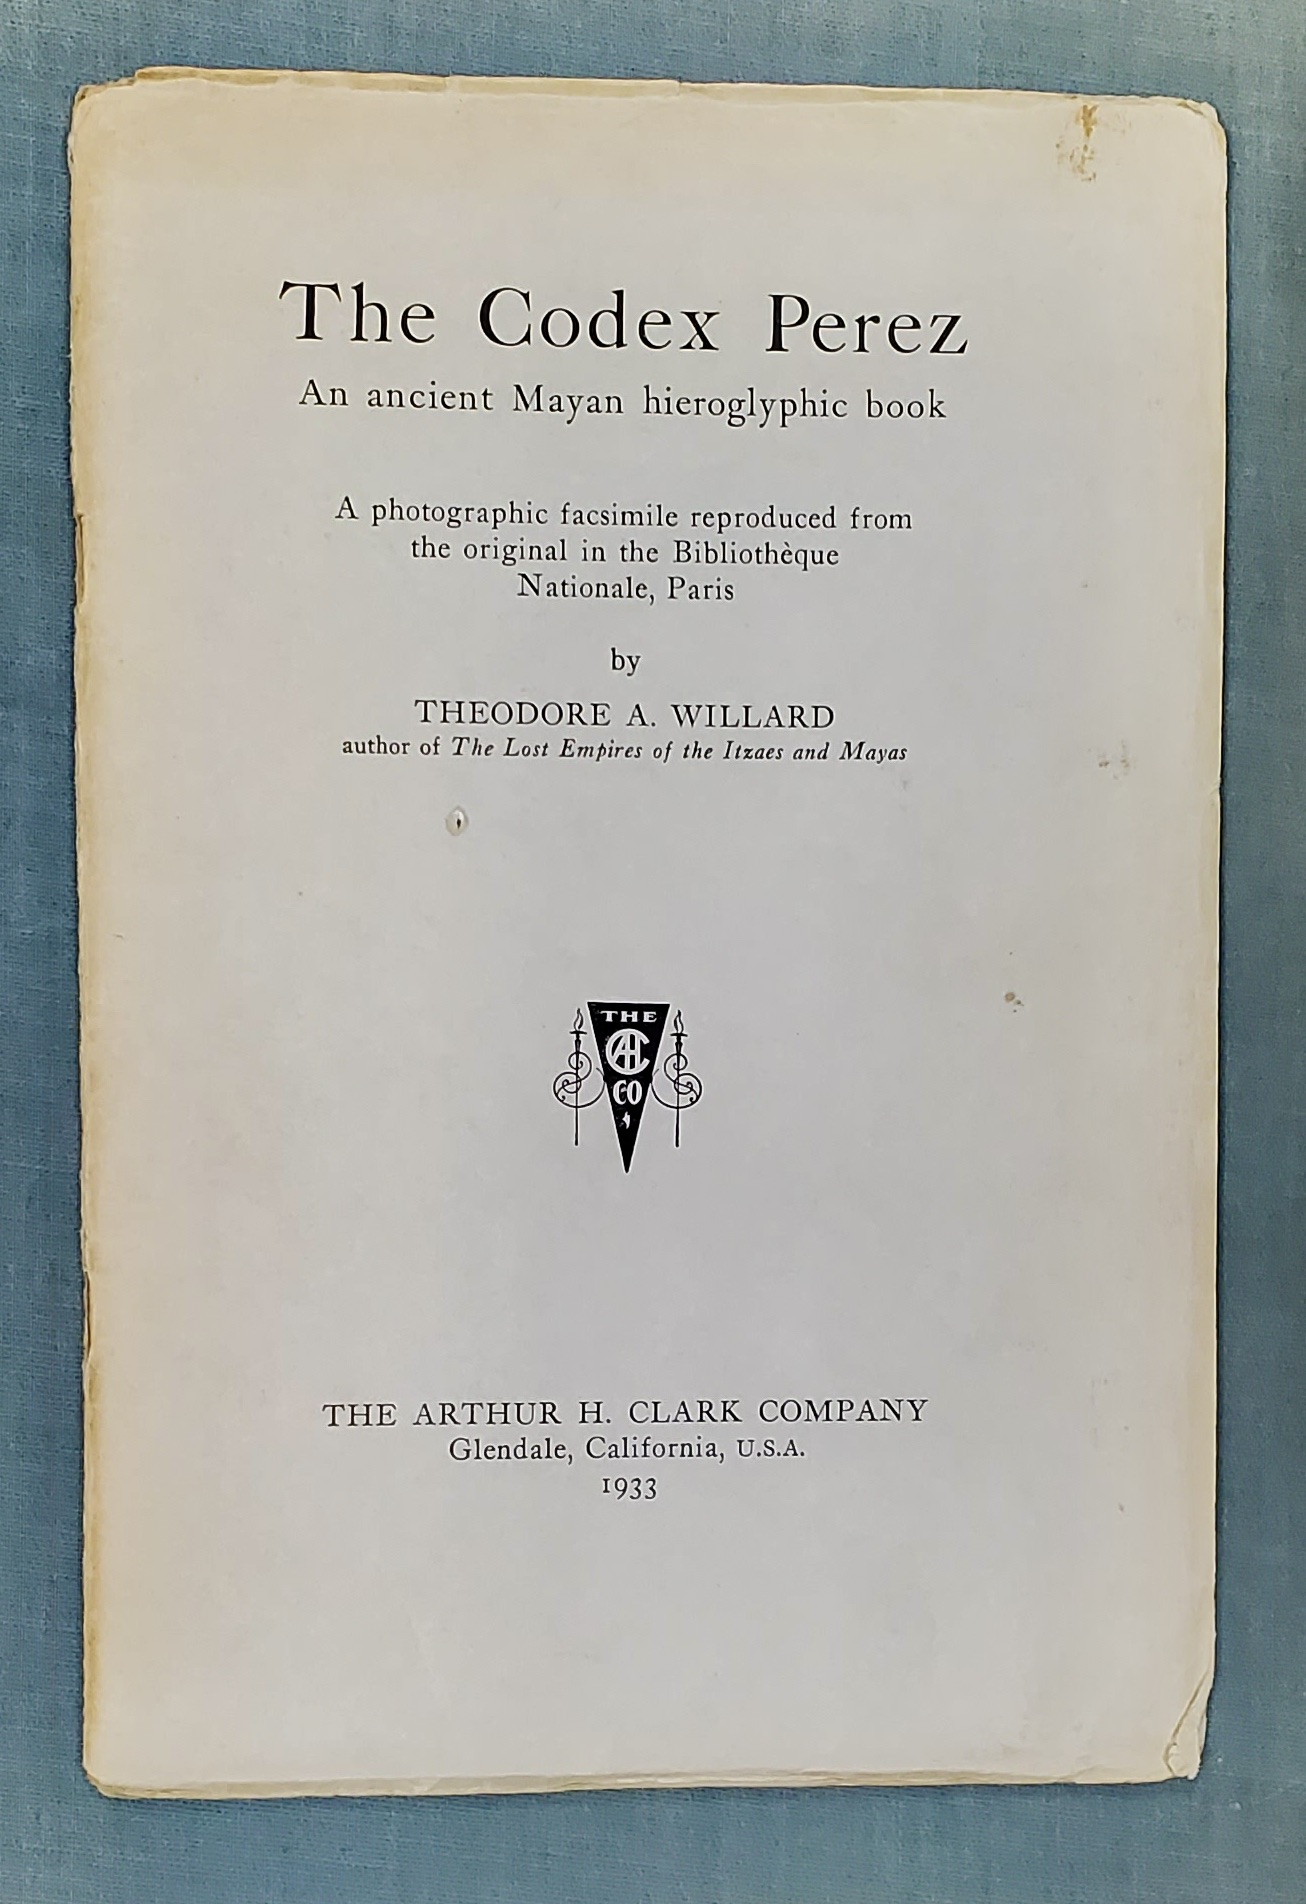 The Codex Perez
An ancient Mayan hieroglyphic book
A photographic facsimile reproduced from
the original in the Bibliothèque
Nationale, Paris
by
THEODORE A. WILLARD
author of The Lost Empires of the Itzaes and Mayas
THE
AHC
CO
THE ARTHUR H. CLARK COMPANY
Glendale, California, U.S.A.
1933